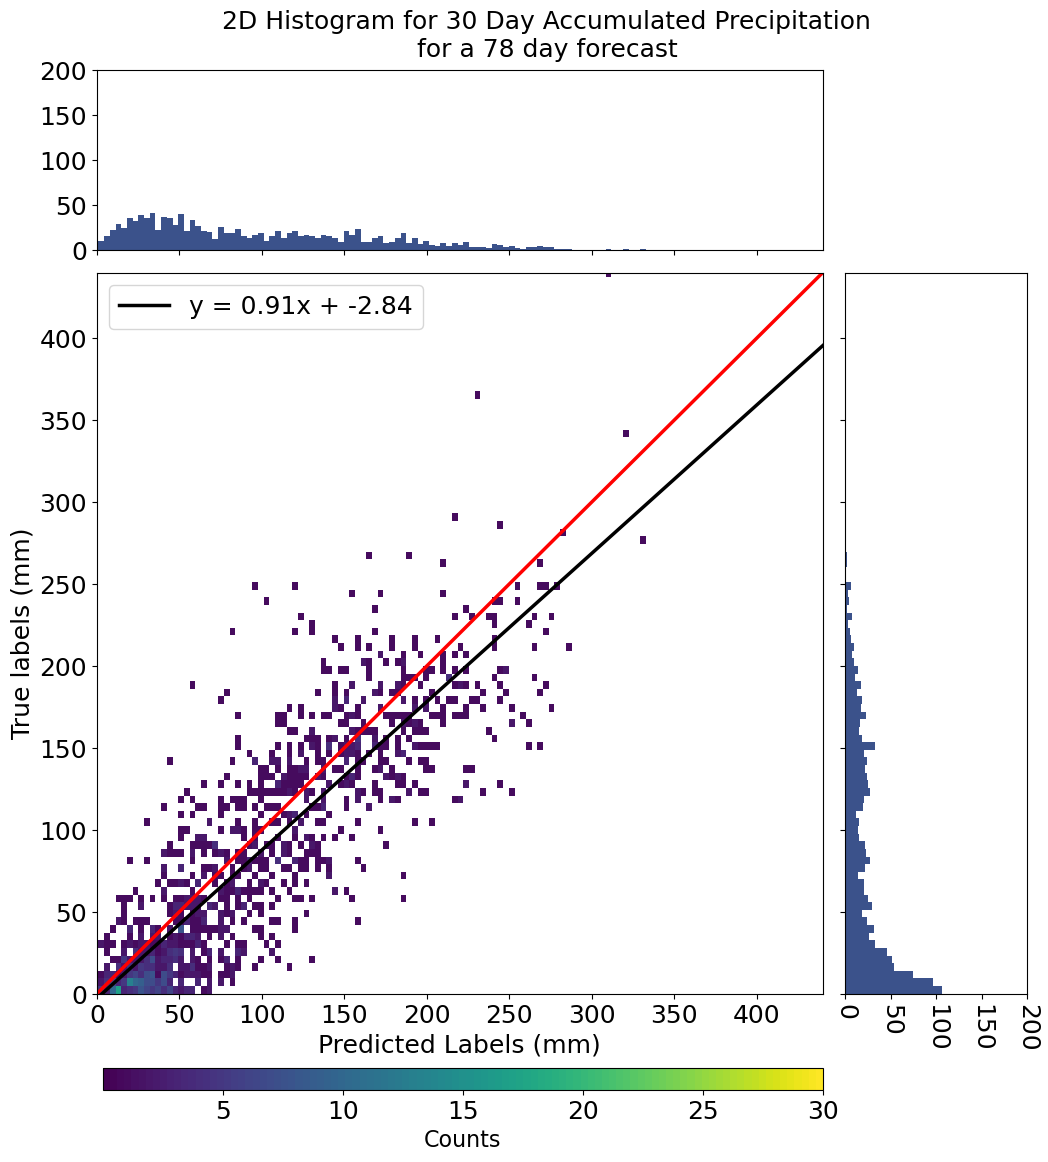 2D Histogram for 30 Day Accumulated Precipitation
for a 78 day forecast
200
150
100
50
0
y = 0.91x + -2.84
400
350
300
250
200
150
100
50
0
True labels (mm)
0 50 100 150 200 250 300 350 400
Predicted Labels (mm)
0 50 100 150 200
5 10 15 20 25 30
Counts